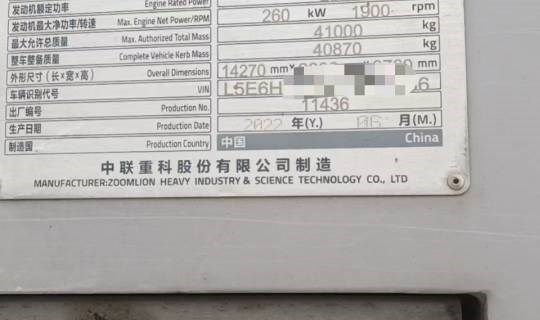 发动机额定功率 Engine Rated Power
发动机最大净功率/转速 Max. Engine Net Power/RPM 260 kW 1900 rpm
最大允许总质量 Max. Authorized Total Mass 41000 kg
整车整备质量 Complete Vehicle Kerb Mass 40870 kg
外形尺寸 (长×宽×高) Overall Dimensions 14270 mm× mm
车辆识别代号 VIN L5E6H 6
出厂编号 Production No. 11436
生产日期 Production Date 2022 年(Y.) 06 月(M.)
制造国 Production Country 中国 China
中联重科股份有限公司制造
MANUFACTURER:ZOOMLION HEAVY INDUSTRY & SCIENCE TECHNOLOGY CO., LTD